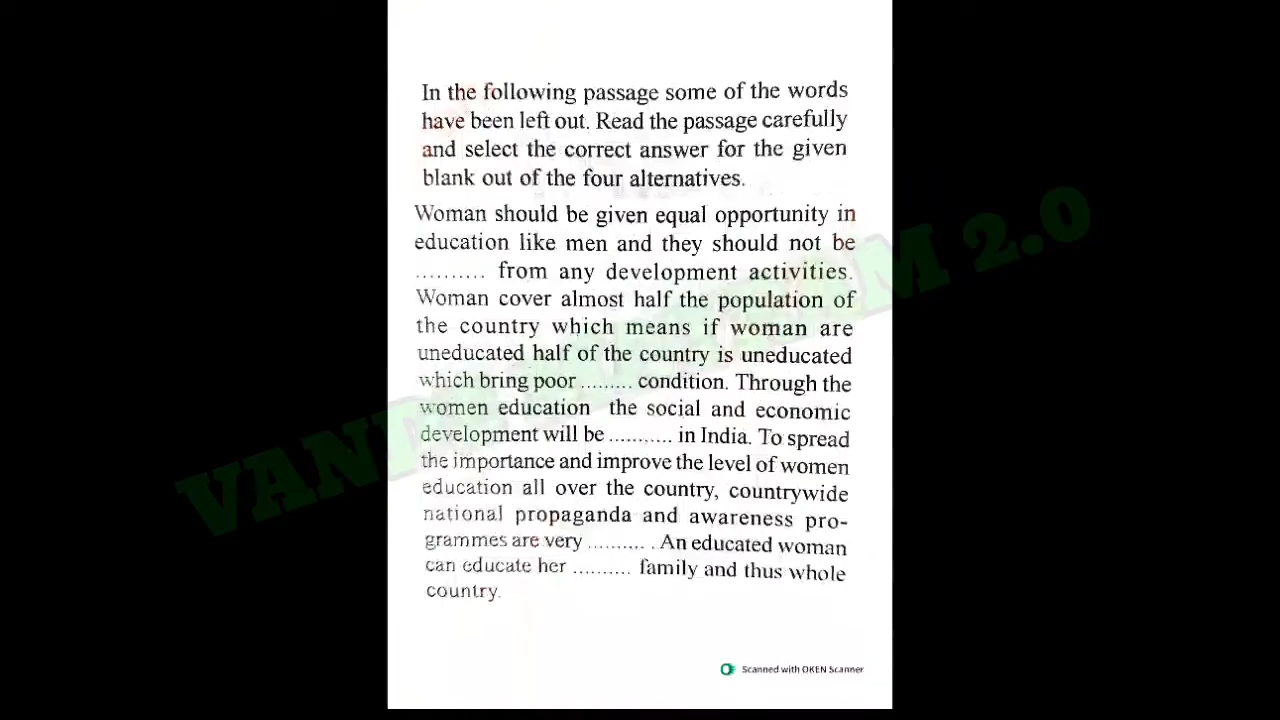 In the following passage some of the words
have been left out. Read the passage carefully
and select the correct answer for the given
blank out of the four alternatives.
Woman should be given equal opportunity in
education like men and they should not be
.......... from any development activities.
Woman cover almost half the population of
the country which means if woman are
uneducated half of the country is uneducated
which bring poor ......... condition. Through the
women education the social and economic
development will be ........... in India. To spread
the importance and improve the level of women
education all over the country, countrywide
national propaganda and awareness pro-
grammes are very .......... . An educated woman
can educate her .......... family and thus whole
country.
Scanned with OKEN Scanner
2.0